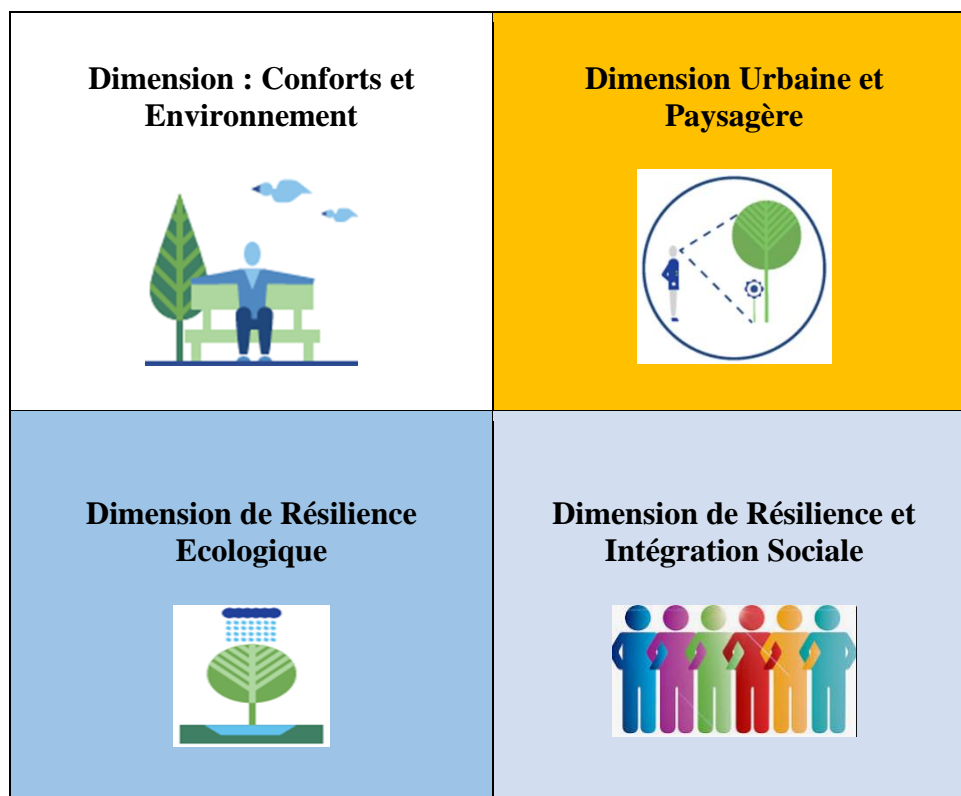 Dimension : Conforts et
Environnement
Dimension Urbaine et
Paysagère
Dimension de Résilience
Ecologique
Dimension de Résilience et
Intégration Sociale